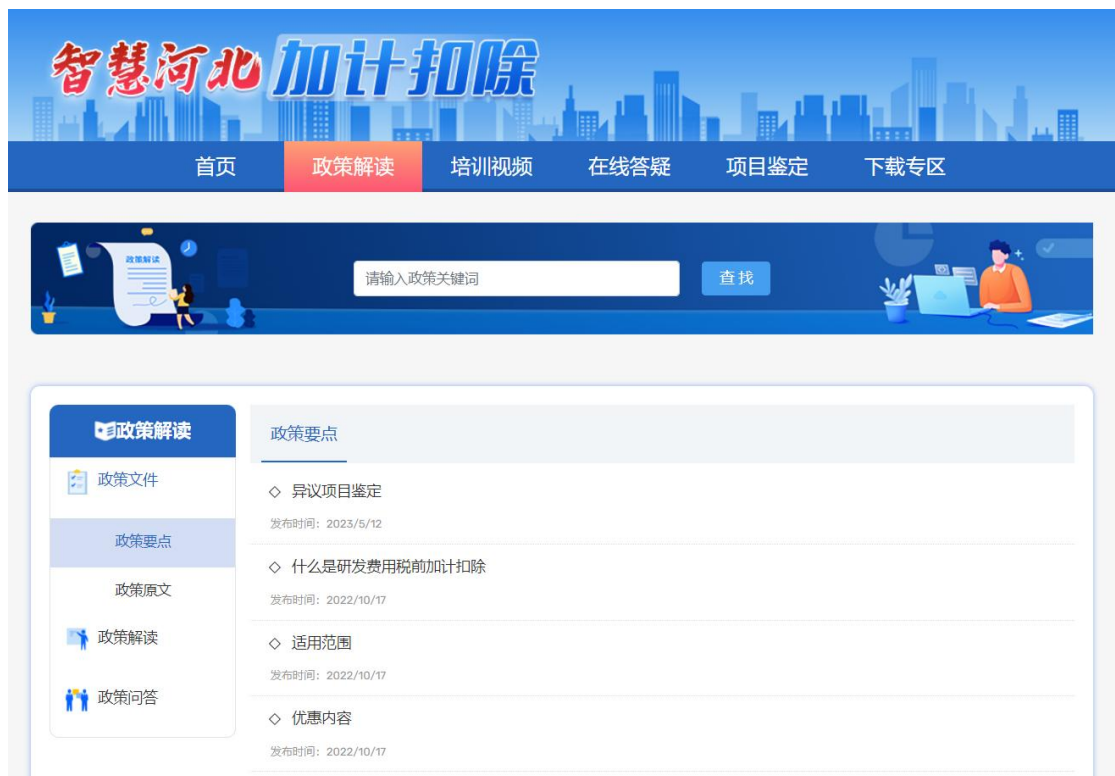 智慧河北 加计扣除
首页 政策解读 培训视频 在线答疑 项目鉴定 下载专区
政策解读
请输入政策关键词 查找
政策解读
政策文件
政策要点
政策原文
政策解读
政策问答
政策要点
◇ 异议项目鉴定
发布时间：2023/5/12
◇ 什么是研发费用税前加计扣除
发布时间：2022/10/17
◇ 适用范围
发布时间：2022/10/17
◇ 优惠内容
发布时间：2022/10/17